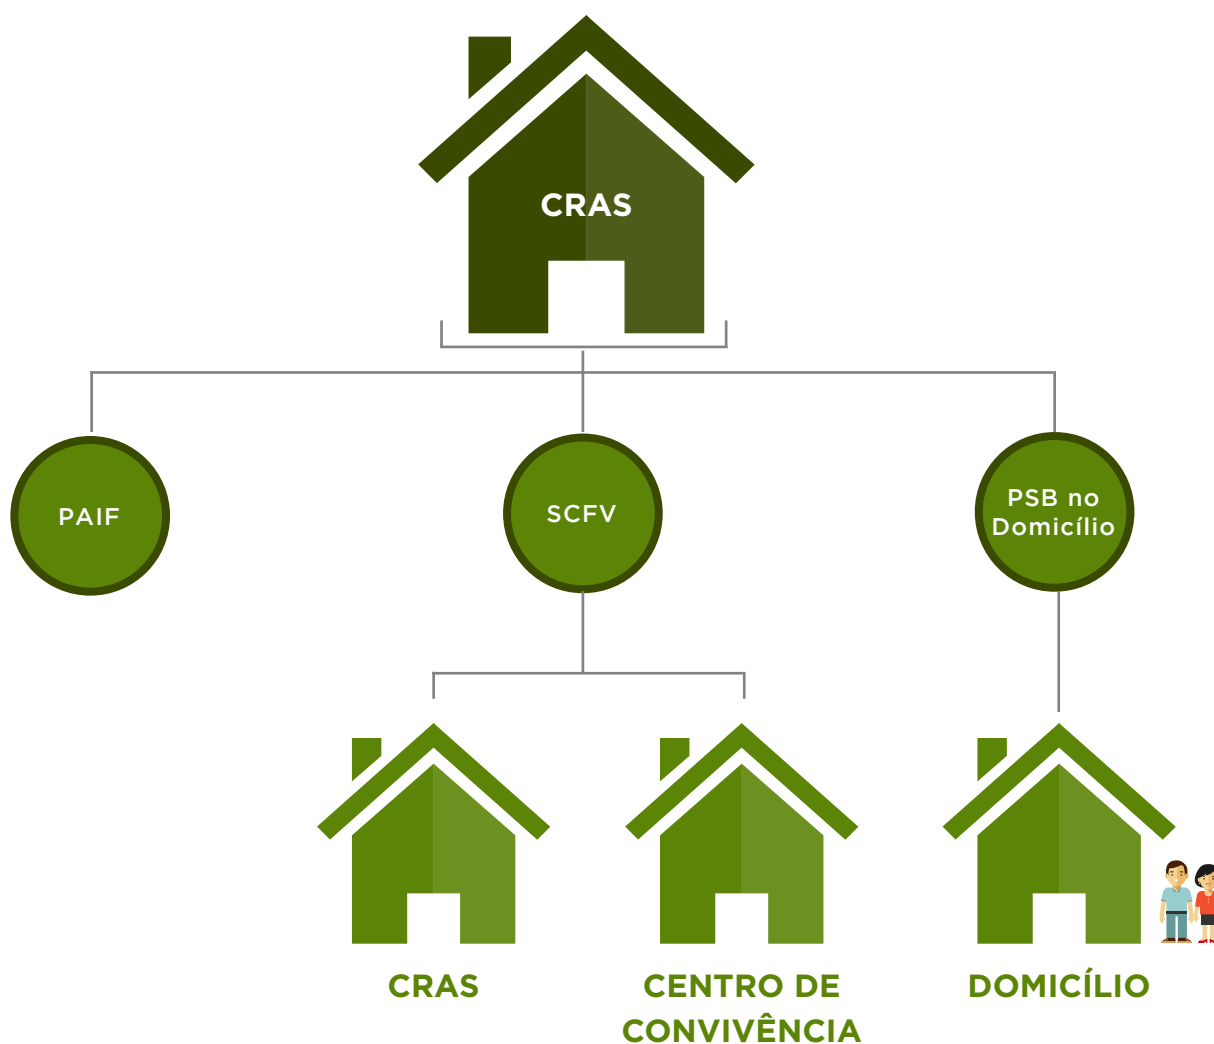 CRAS
PAIF
SCFV
PSB no
Domicílio
CRAS
CENTRO DE
CONVIVÊNCIA
DOMICÍLIO